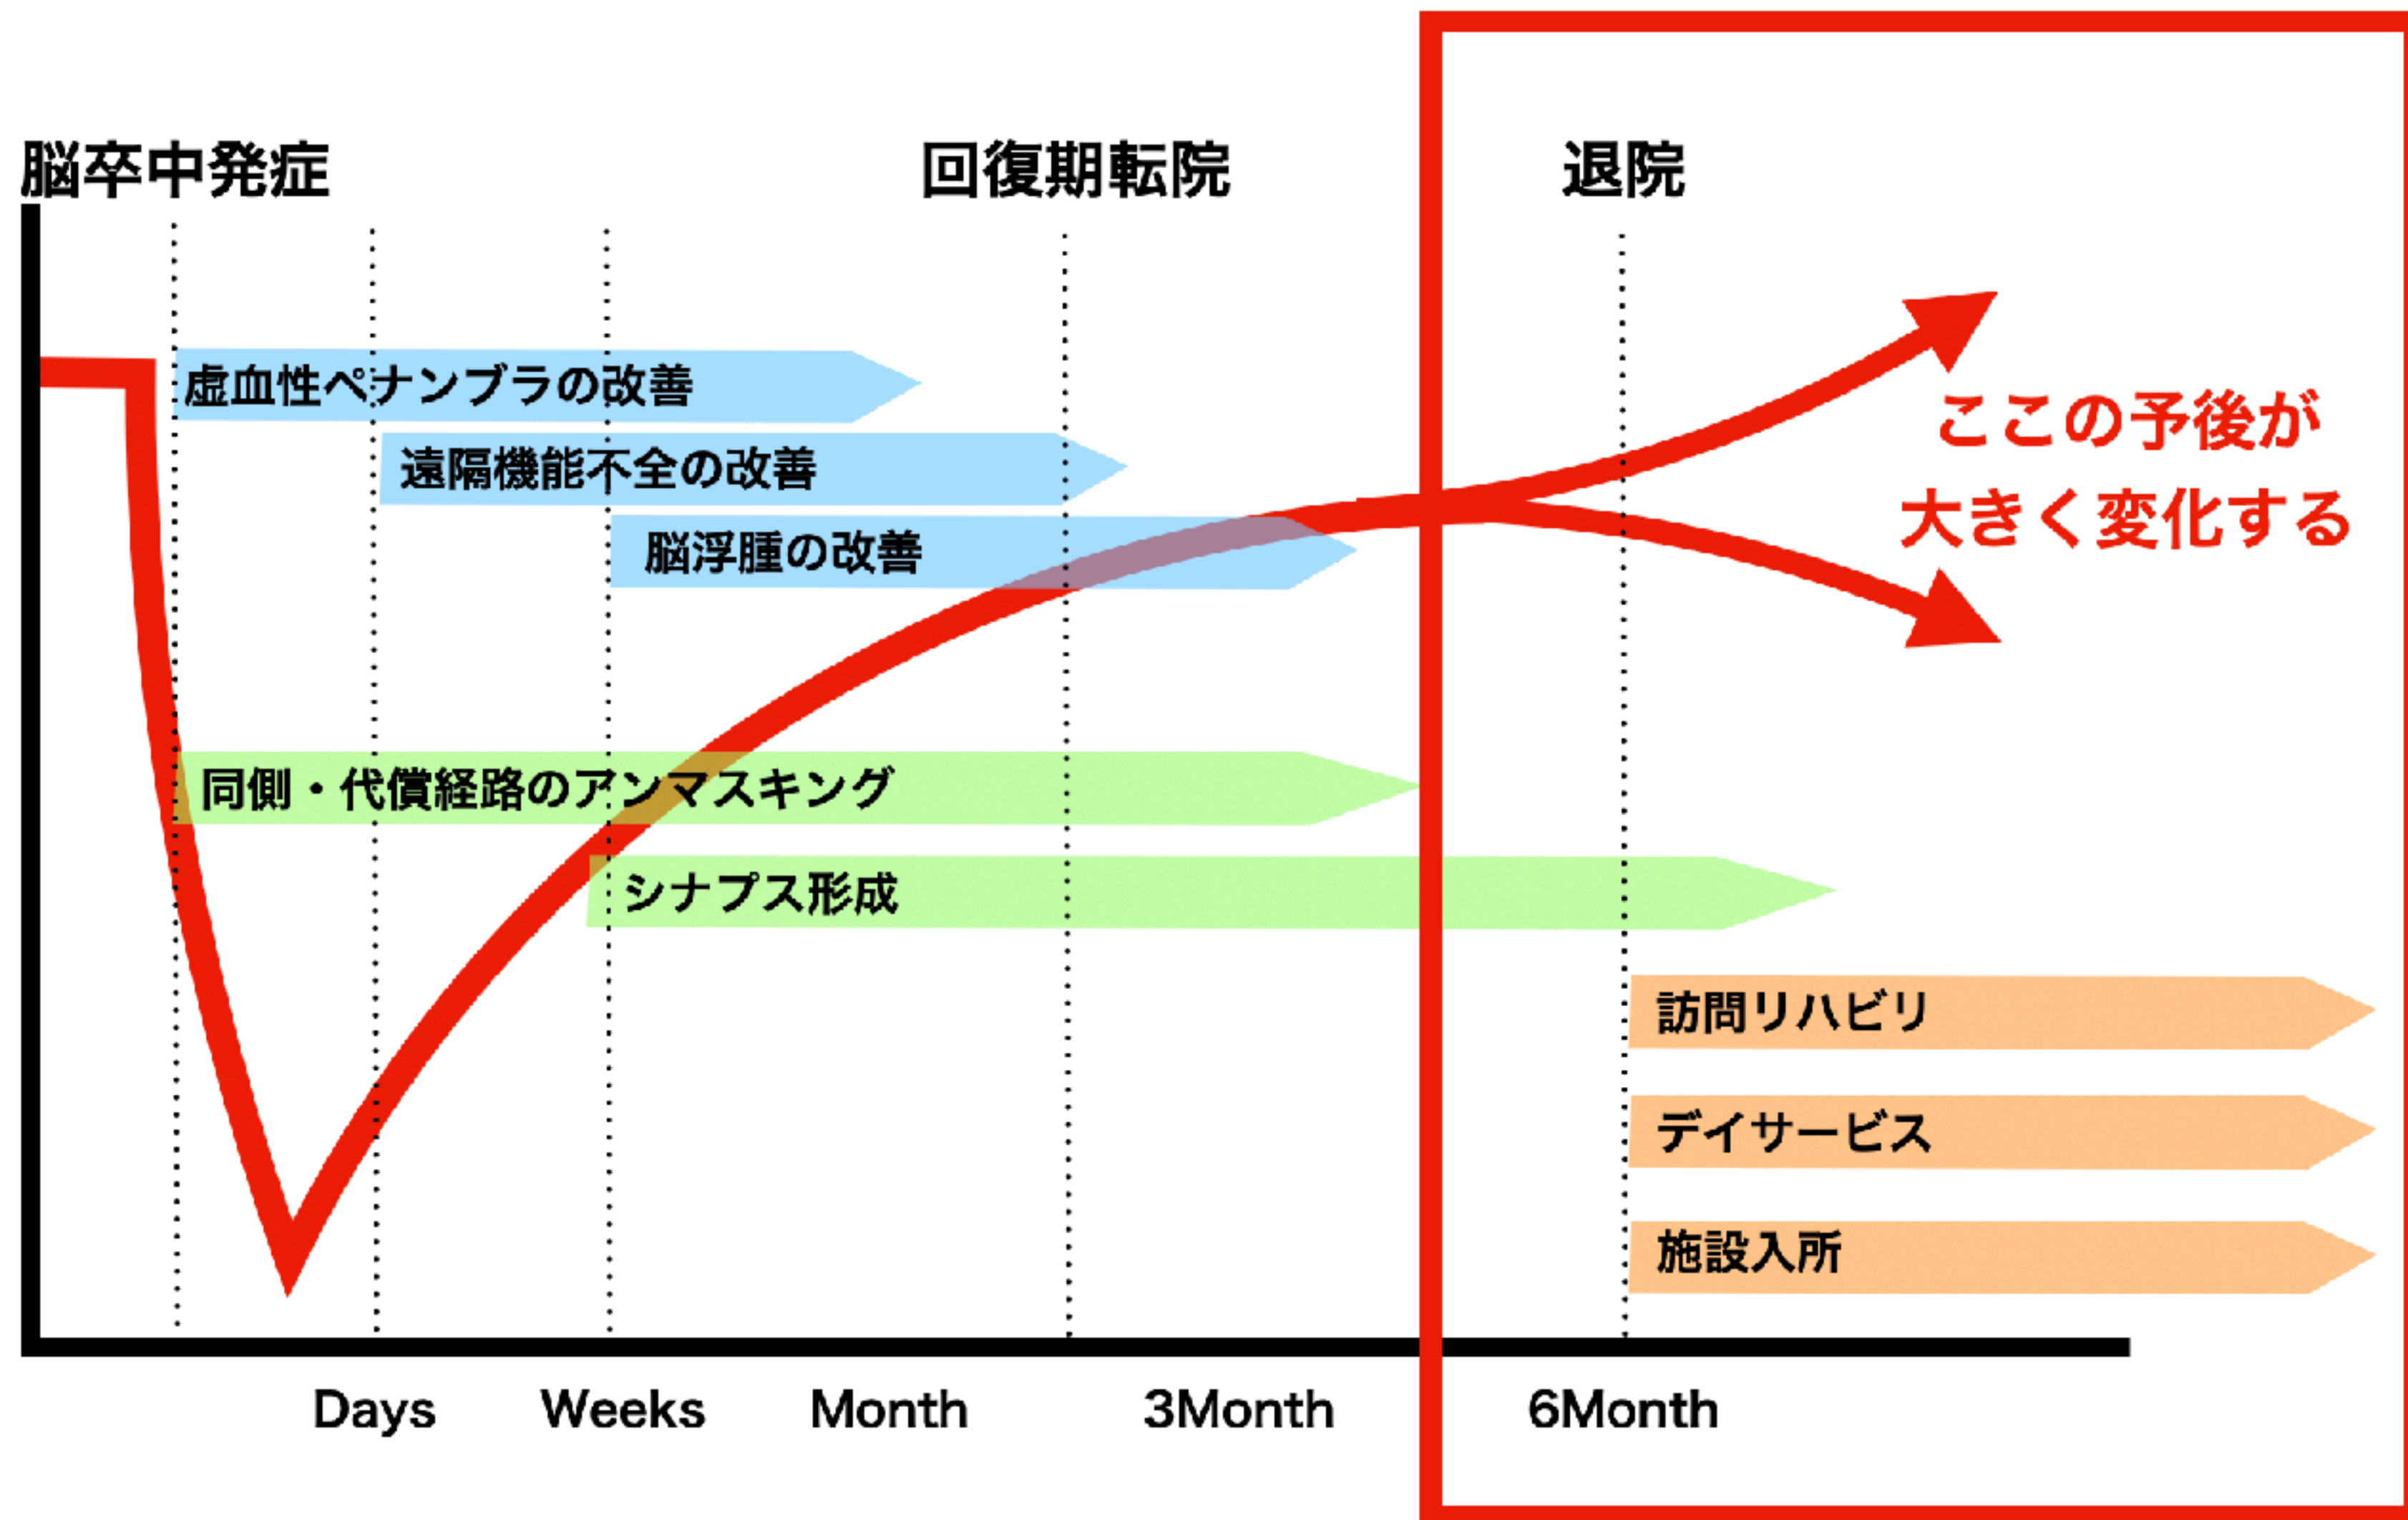 脳卒中発症
回復期転院
退院
虚血性ペナンブラの改善
遠隔機能不全の改善
脳浮腫の改善
ここの予後が
大きく変化する
同側・代償経路のアンマスキング
シナプス形成
訪問リハビリ
デイサービス
施設入所
Days
Weeks
Month
3Month
6Month